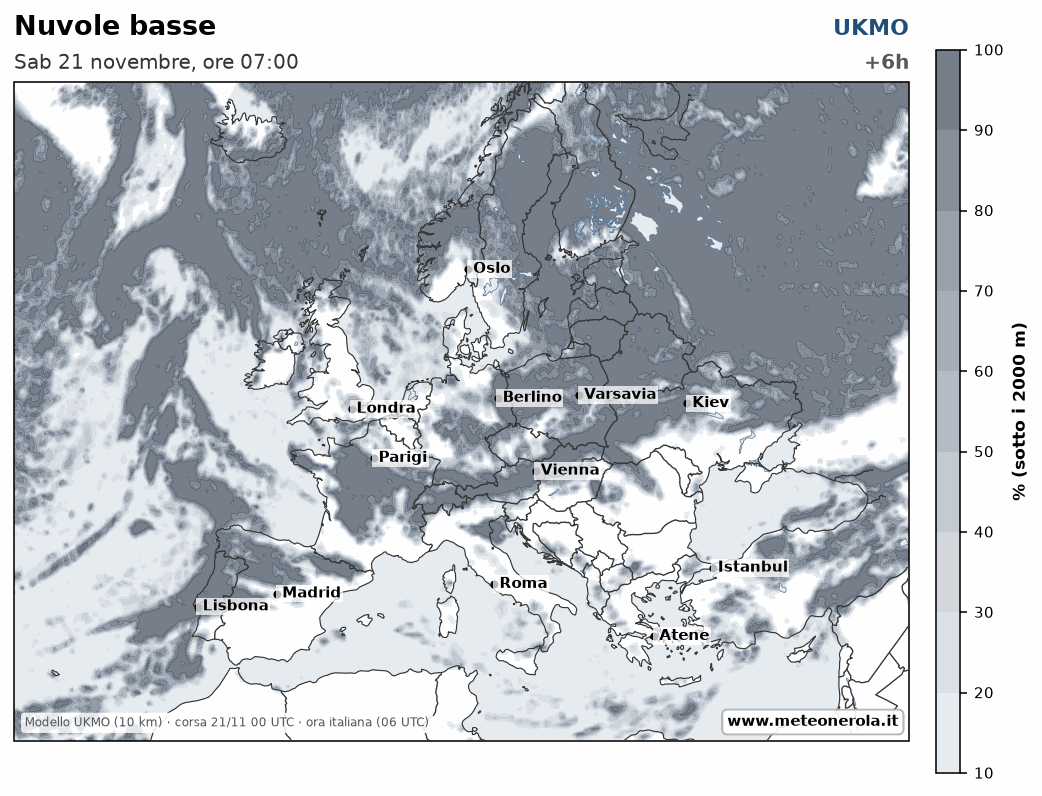 Nuvole basse
UKMO
Sab 21 novembre, ore 07:00
+6h
100
90
80
70
60
50
40
30
20
10
% (sotto i 2000 m)
Oslo
Berlino
Varsavia
Kiev
Londra
Parigi
Vienna
Istanbul
Roma
Madrid
Lisbona
Atene
Modello UKMO (10 km) · corsa 21/11 00 UTC · ora italiana (06 UTC)
www.meteonerola.it